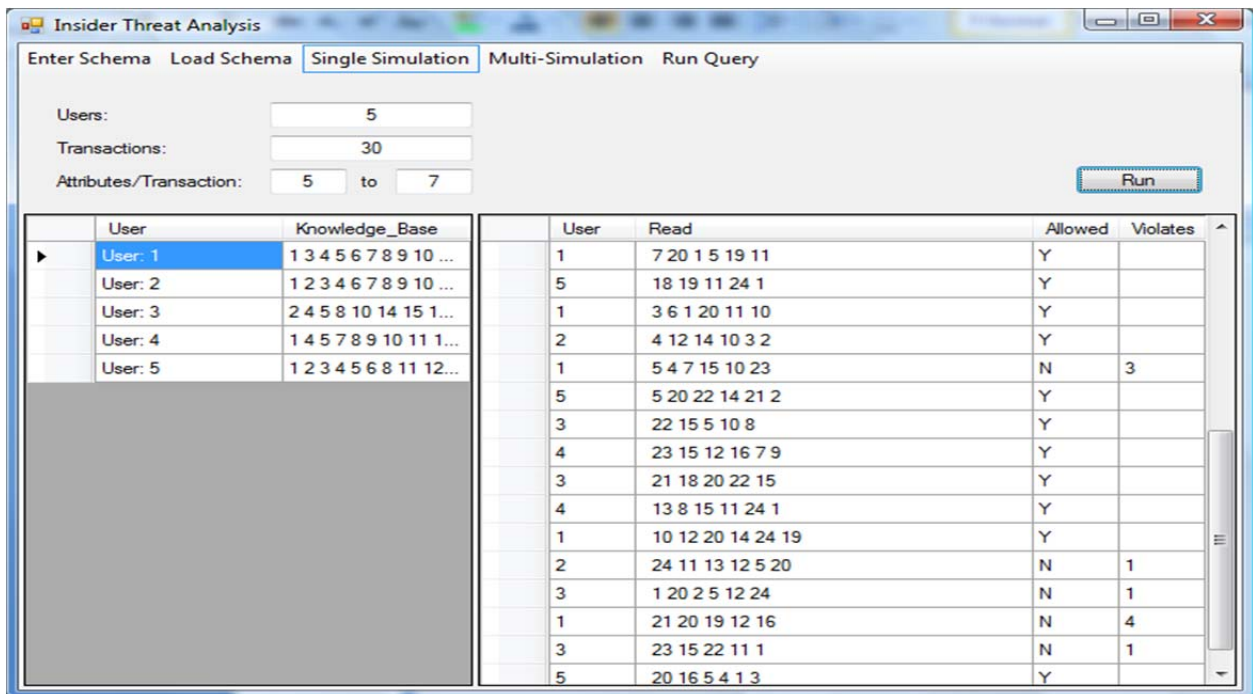 Insider Threat Analysis
Enter Schema Load Schema Single Simulation Multi-Simulation Run Query
Users: 5
Transactions: 30
Attributes/Transaction: 5 to 7
Run
User Knowledge_Base
User: 1 1 3 4 5 6 7 8 9 10 ...
User: 2 1 2 3 4 6 7 8 9 10 ...
User: 3 2 4 5 8 10 14 15 1...
User: 4 1 4 5 7 8 9 10 11 1...
User: 5 1 2 3 4 5 6 8 11 12...
User Read Allowed Violates
1 7 20 1 5 19 11 Y
5 18 19 11 24 1 Y
1 3 6 1 20 11 10 Y
2 4 12 14 10 3 2 Y
1 5 4 7 15 10 23 N 3
5 5 20 22 14 21 2 Y
3 22 15 5 10 8 Y
4 23 15 12 16 7 9 Y
3 21 18 20 22 15 Y
4 13 8 15 11 24 1 Y
1 10 12 20 14 24 19 Y
2 24 11 13 12 5 20 N 1
3 1 20 2 5 12 24 N 1
1 21 20 19 12 16 N 4
3 23 15 22 11 1 N 1
5 20 16 5 4 1 3 Y